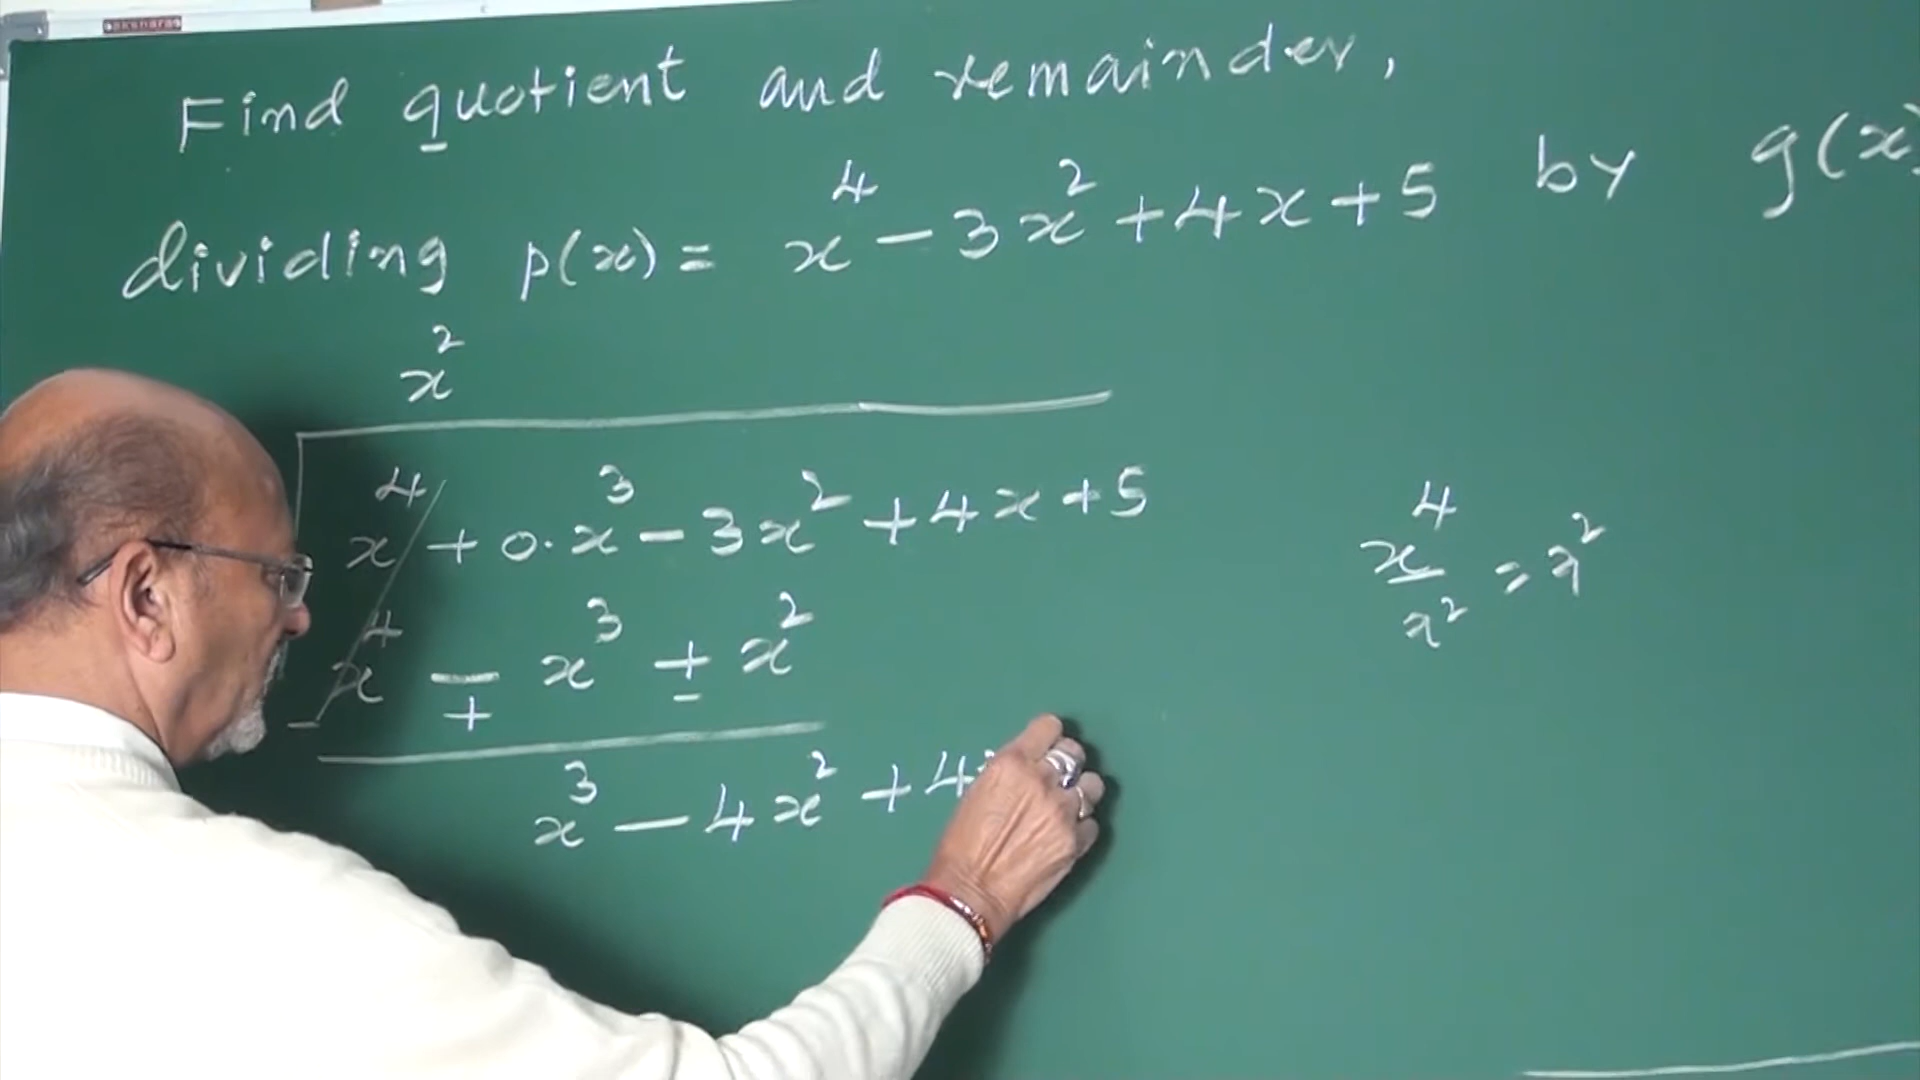 Find quotient and remainder,
dividing p(x) = x⁴ - 3x² + 4x + 5 by g(x)
x²
x⁴ + 0·x³ - 3x² + 4x + 5
x⁴ - x³ + x²
- + -
x³ - 4x² + 4x
x⁴/x² = x²